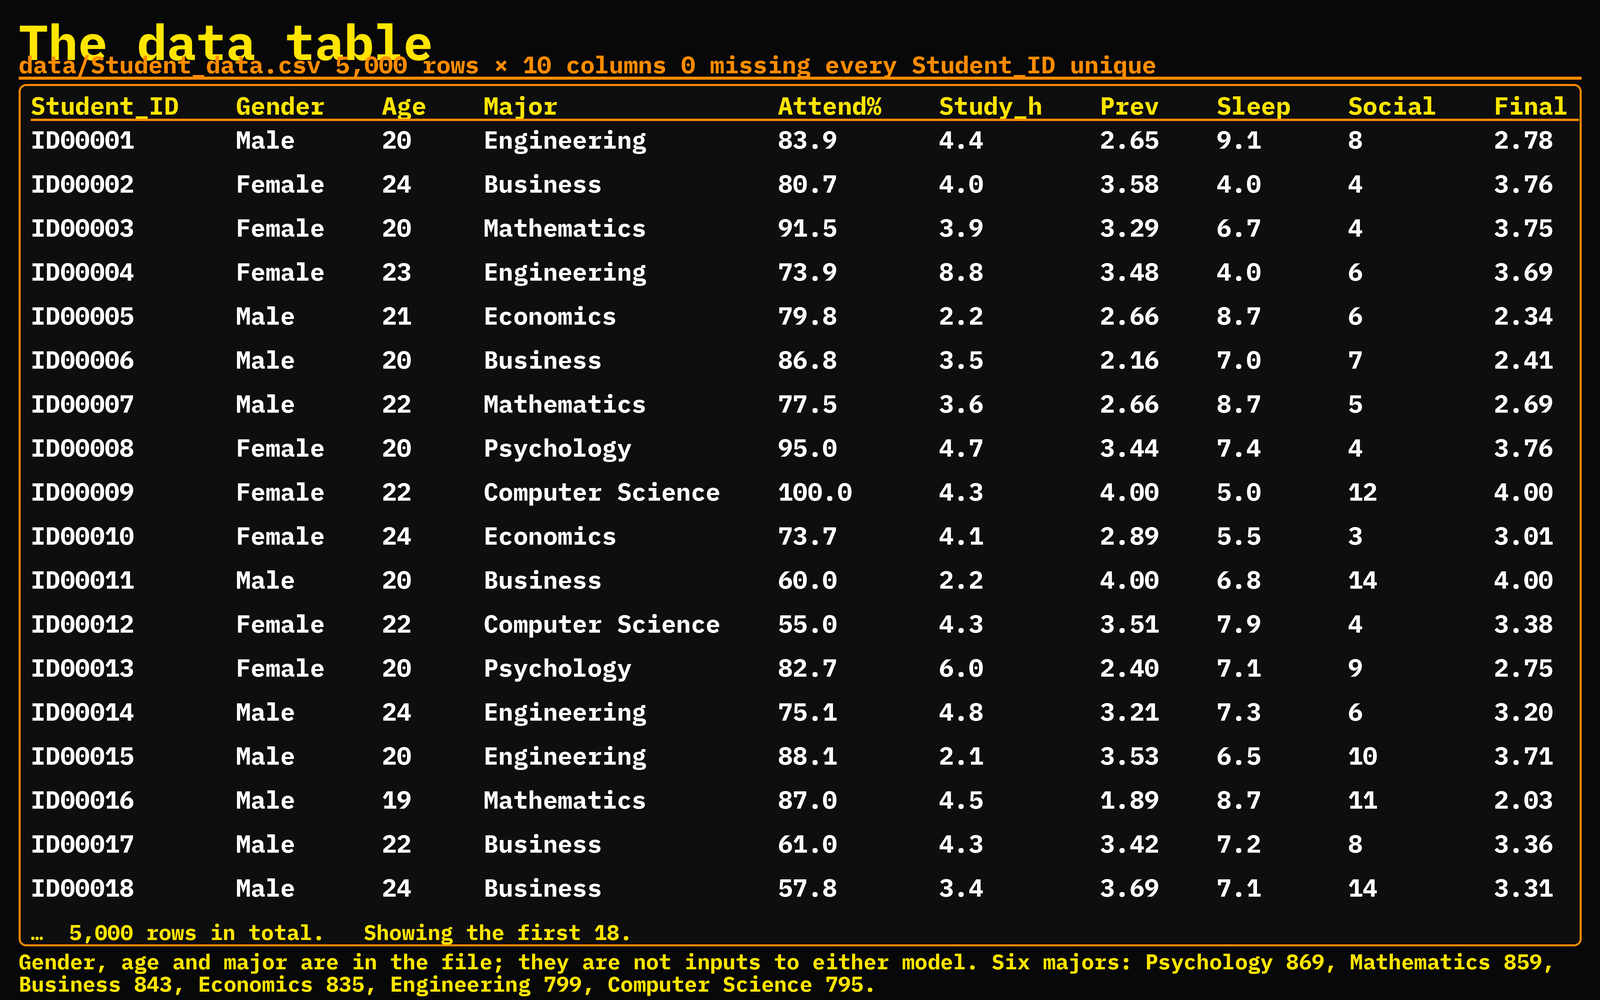 The data table
data/Student_data.csv 5,000 rows × 10 columns 0 missing every Student_ID unique
Student_ID Gender Age Major Attend% Study_h Prev Sleep Social Final
ID00001 Male 20 Engineering 83.9 4.4 2.65 9.1 8 2.78
ID00002 Female 24 Business 80.7 4.0 3.58 4.0 4 3.76
ID00003 Female 20 Mathematics 91.5 3.9 3.29 6.7 4 3.75
ID00004 Female 23 Engineering 73.9 8.8 3.48 4.0 6 3.69
ID00005 Male 21 Economics 79.8 2.2 2.66 8.7 6 2.34
ID00006 Male 20 Business 86.8 3.5 2.16 7.0 7 2.41
ID00007 Male 22 Mathematics 77.5 3.6 2.66 8.7 5 2.69
ID00008 Female 20 Psychology 95.0 4.7 3.44 7.4 4 3.76
ID00009 Female 22 Computer Science 100.0 4.3 4.00 5.0 12 4.00
ID00010 Female 24 Economics 73.7 4.1 2.89 5.5 3 3.01
ID00011 Male 20 Business 60.0 2.2 4.00 6.8 14 4.00
ID00012 Female 22 Computer Science 55.0 4.3 3.51 7.9 4 3.38
ID00013 Female 20 Psychology 82.7 6.0 2.40 7.1 9 2.75
ID00014 Male 24 Engineering 75.1 4.8 3.21 7.3 6 3.20
ID00015 Male 20 Engineering 88.1 2.1 3.53 6.5 10 3.71
ID00016 Male 19 Mathematics 87.0 4.5 1.89 8.7 11 2.03
ID00017 Male 22 Business 61.0 4.3 3.42 7.2 8 3.36
ID00018 Male 24 Business 57.8 3.4 3.69 7.1 14 3.31
… 5,000 rows in total. Showing the first 18.
Gender, age and major are in the file; they are not inputs to either model. Six majors: Psychology 869, Mathematics 859,
Business 843, Economics 835, Engineering 799, Computer Science 795.